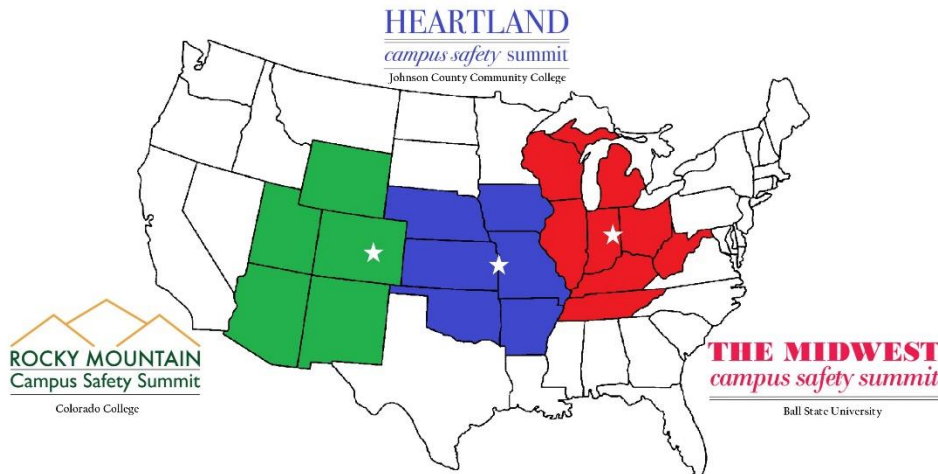 HEARTLAND
campus safety summit
Johnson County Community College
ROCKY MOUNTAIN
Campus Safety Summit
Colorado College
THE MIDWEST
campus safety summit
Ball State University